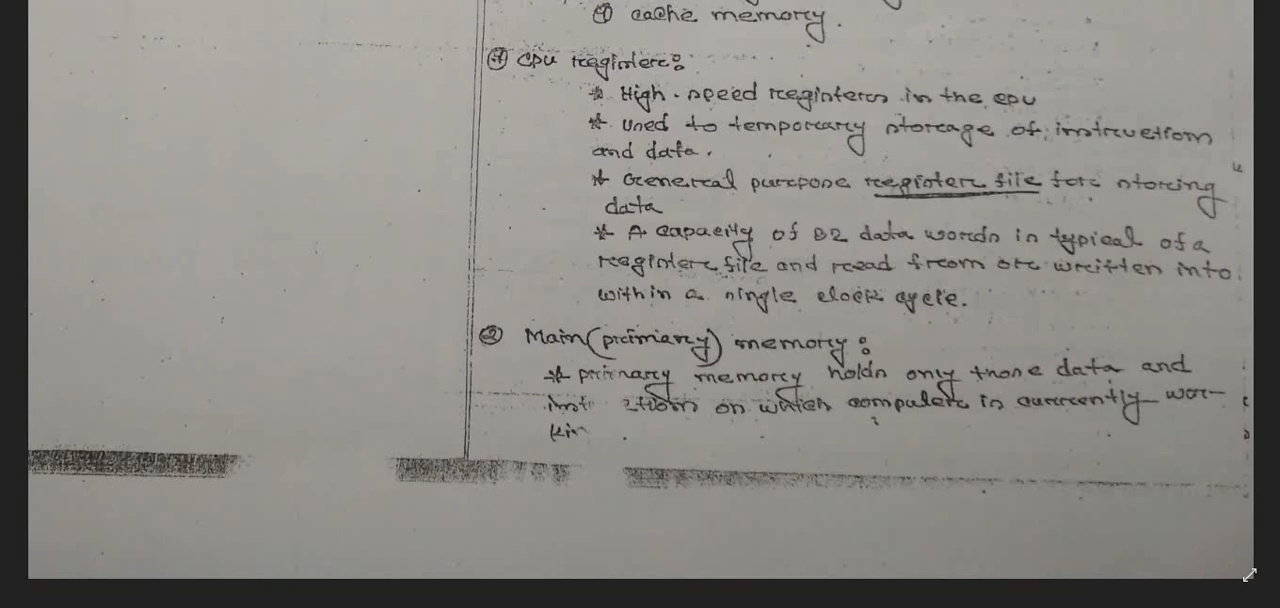 ④ cache memory.
CPU register:
* High-speed registers in the CPU
* Used to temporary storage of instruction
and data.
* General purpose register file for storing
data
* A capacity of 32 data words in typical of a
register file and read from or written into
within a single clock cycle.
② Main (primary) memory:
* primary memory holds only those data and
on which computer is currently wor-